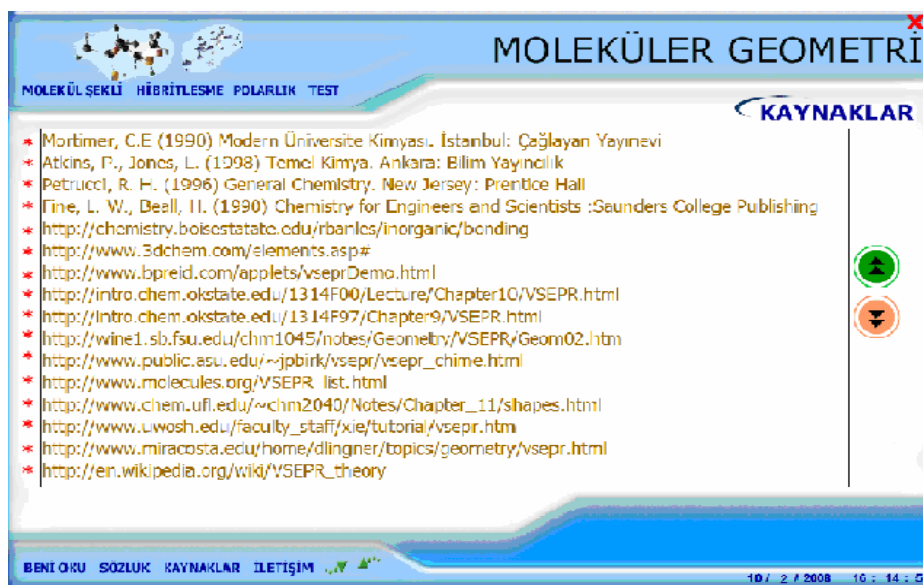 MOLEKÜLER GEOMETRİ
MOLEKÜL ŞEKLİ HİBRİTLESME POLARLIK TEST
KAYNAKLAR
* Mortimer, C.E (1990) Modern Üniversite Kimyası. İstanbul: Çağlayan Yayınevi
* Atkins, P., Jones, L. (1998) Temel Kimya. Ankara: Bilim Yayıncılık
* Petrucci, R. H. (1996) General Chemistry. New Jersey: Prentice Hall
* Fine, L. W., Beall, H. (1990) Chemistry for Engineers and Scientists :Saunders College Publishing
* http://chemistry.boisestatate.edu/rbanles/inorganic/bonding
* http://www.3dchem.com/elements.asp#
* http://www.bpreid.com/applets/vseprDemo.html
* http://intro.chem.okstate.edu/1314F00/Lecture/Chapter10/VSEPR.html
* http://intro.chem.okstate.edu/1314F97/Chapter9/VSEPR.html
* http://wine1.sb.fsu.edu/chm1045/notes/Geometry/VSEPR/Geom02.htm
* http://www.public.asu.edu/~jpbirk/vsepr/vsepr_chime.html
* http://www.molecules.org/VSEPR_list.html
* http://www.chem.ufl.edu/~chm2040/Notes/Chapter_11/shapes.html
* http://www.uwosh.edu/faculty_staff/xie/tutorial/vsepr.htm
* http://www.miracosta.edu/home/dlingner/topics/geometry/vsepr.html
* http://en.wikipedia.org/wiki/VSEPR_theory
BENİ OKU SÖZLUK KAYNAKLAR İLETİŞİM
10 / 2 / 2008 16 : 14 :